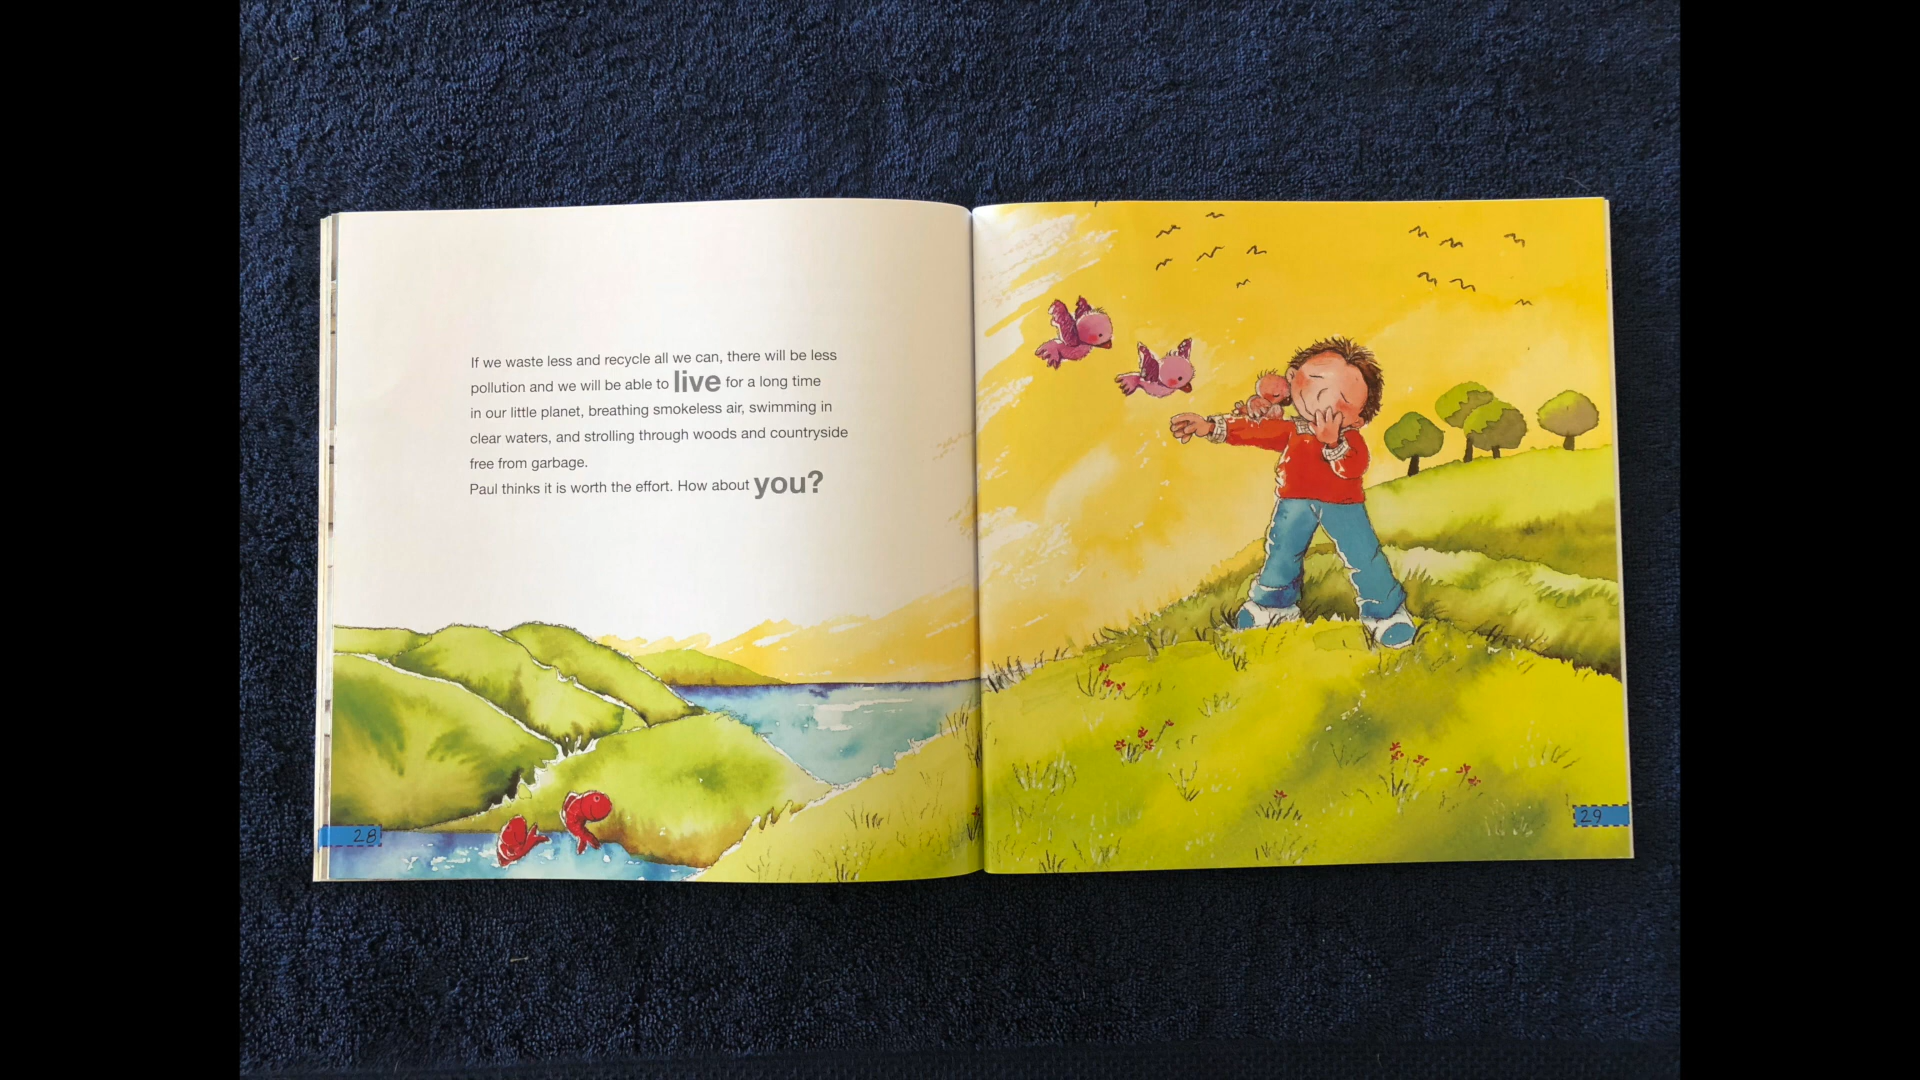 If we waste less and recycle all we can, there will be less
pollution and we will be able to live for a long time
in our little planet, breathing smokeless air, swimming in
clear waters, and strolling through woods and countryside
free from garbage.
Paul thinks it is worth the effort. How about you?
28
29